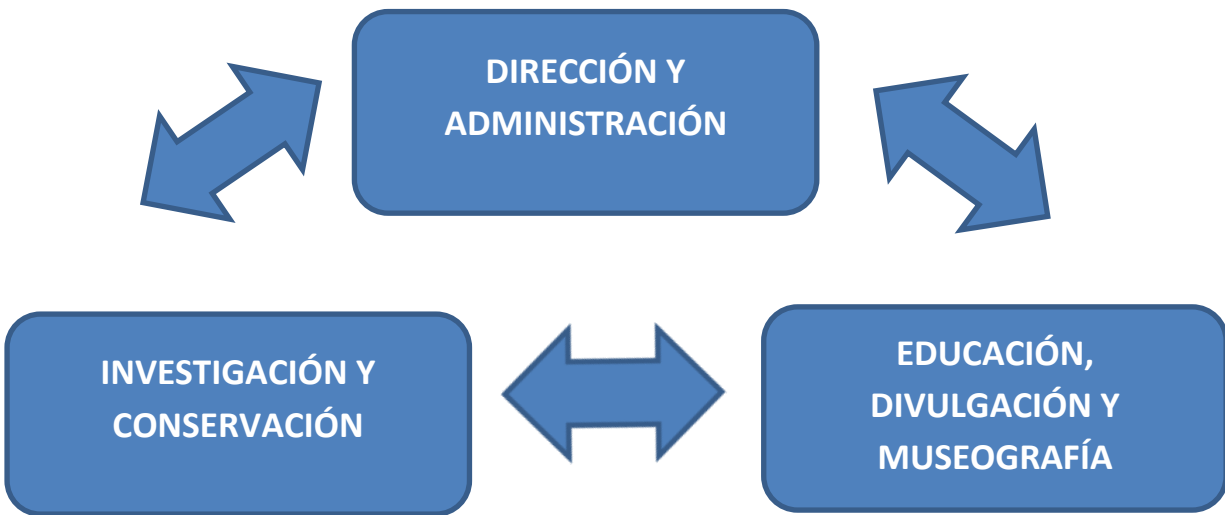 DIRECCIÓN Y
ADMINISTRACIÓN
INVESTIGACIÓN Y
CONSERVACIÓN
EDUCACIÓN,
DIVULGACIÓN Y
MUSEOGRAFÍA